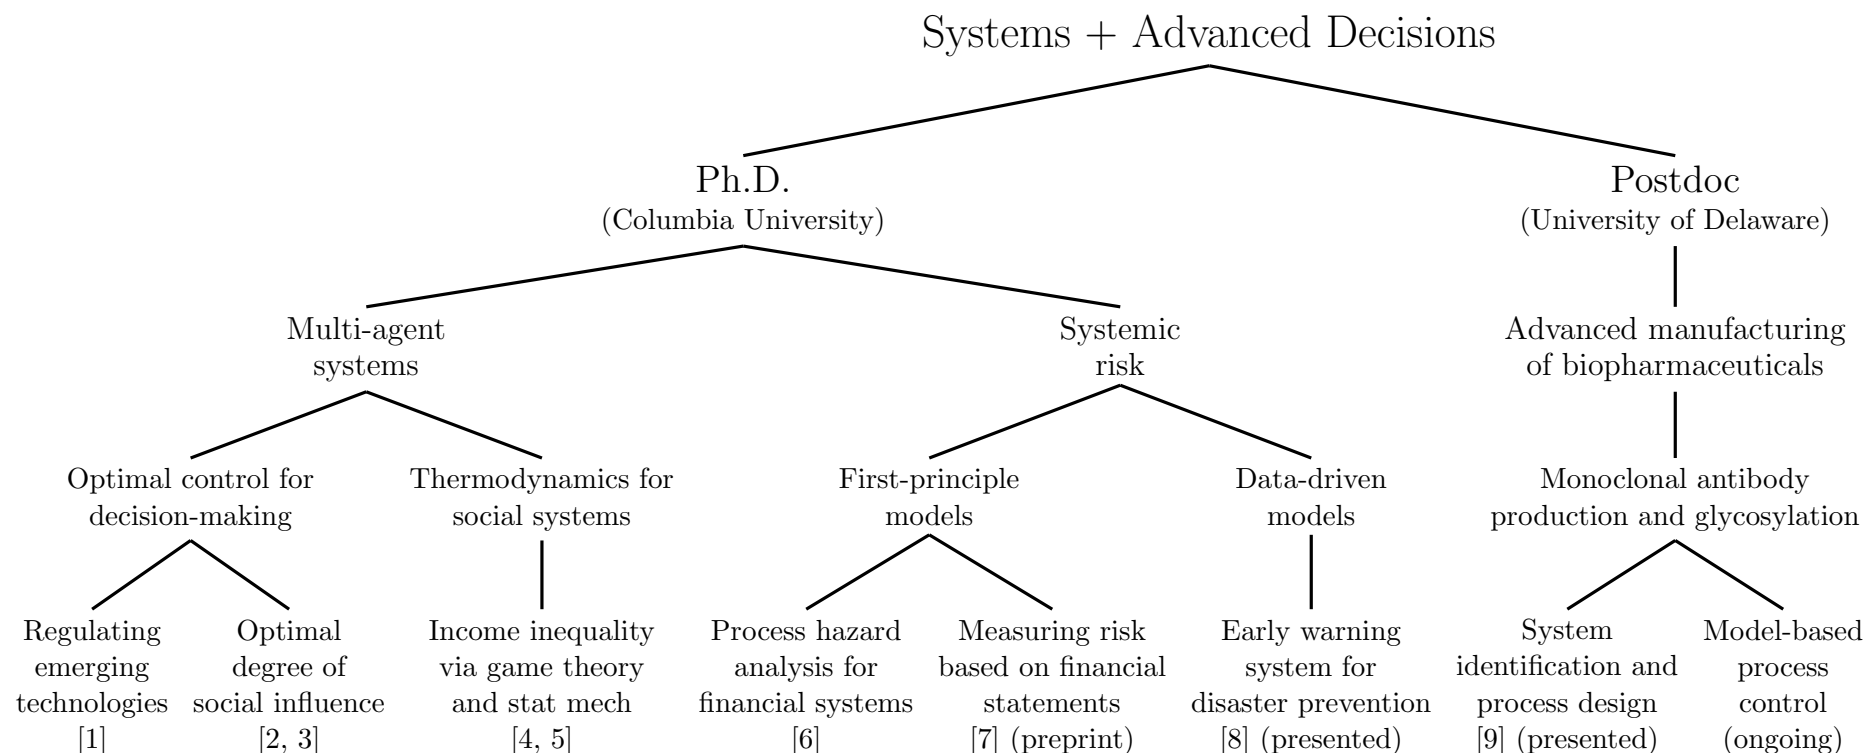 Systems + Advanced Decisions
Ph.D.
(Columbia University)
Postdoc
(University of Delaware)
Multi-agent
systems
Systemic
risk
Advanced manufacturing
of biopharmaceuticals
Optimal control for
decision-making
Thermodynamics for
social systems
First-principle
models
Data-driven
models
Monoclonal antibody
production and glycosylation
Regulating
emerging
technologies
[1]
Optimal
degree of
social influence
[2, 3]
Income inequality
via game theory
and stat mech
[4, 5]
Process hazard
analysis for
financial systems
[6]
Measuring risk
based on financial
statements
[7] (preprint)
Early warning
system for
disaster prevention
[8] (presented)
System
identification and
process design
[9] (presented)
Model-based
process
control
(ongoing)